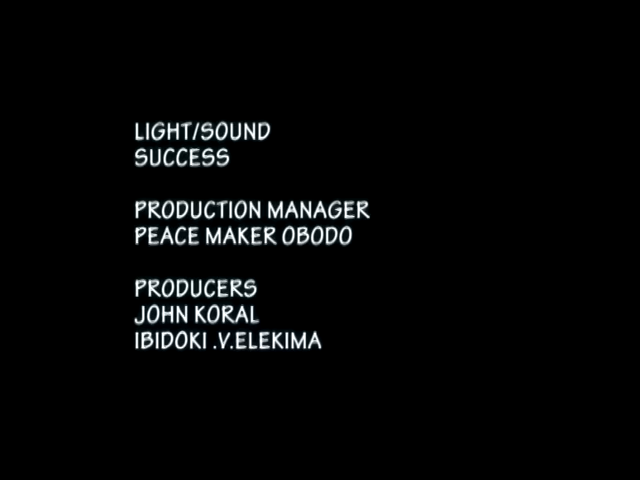 LIGHT/SOUND
SUCCESS
PRODUCTION MANAGER
PEACE MAKER OBODO
PRODUCERS
JOHN KORAL
IBIDOKI .V.ELEKIMA